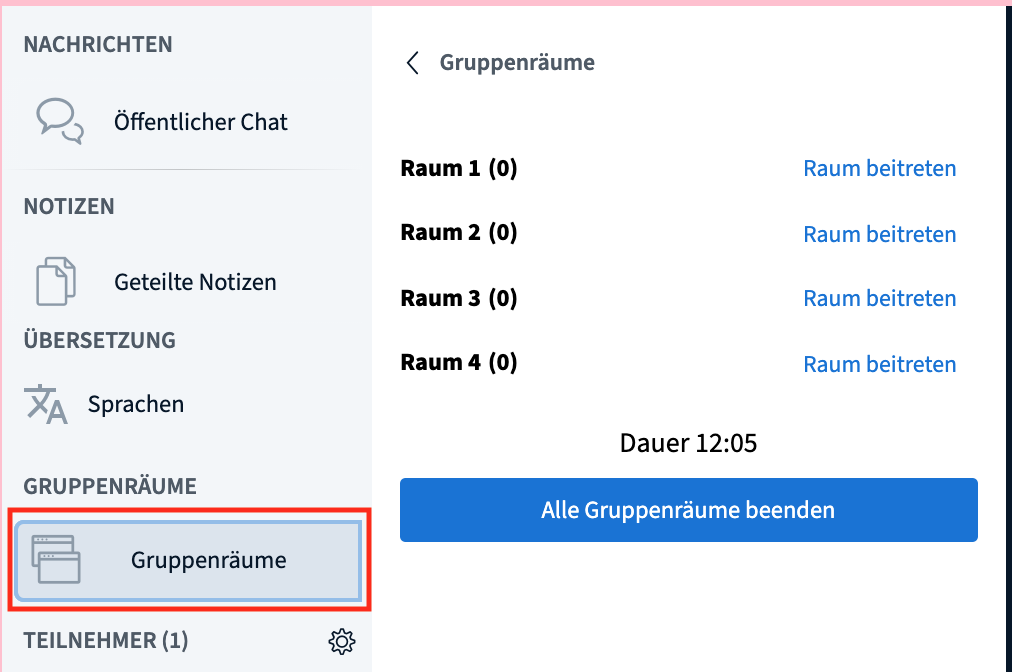 NACHRICHTEN
Öffentlicher Chat
NOTIZEN
Geteilte Notizen
ÜBERSETZUNG
Sprachen
GRUPPENRÄUME
Gruppenräume
TEILNEHMER (1)
Gruppenräume
Raum 1 (0) Raum beitreten
Raum 2 (0) Raum beitreten
Raum 3 (0) Raum beitreten
Raum 4 (0) Raum beitreten
Dauer 12:05
Alle Gruppenräume beenden